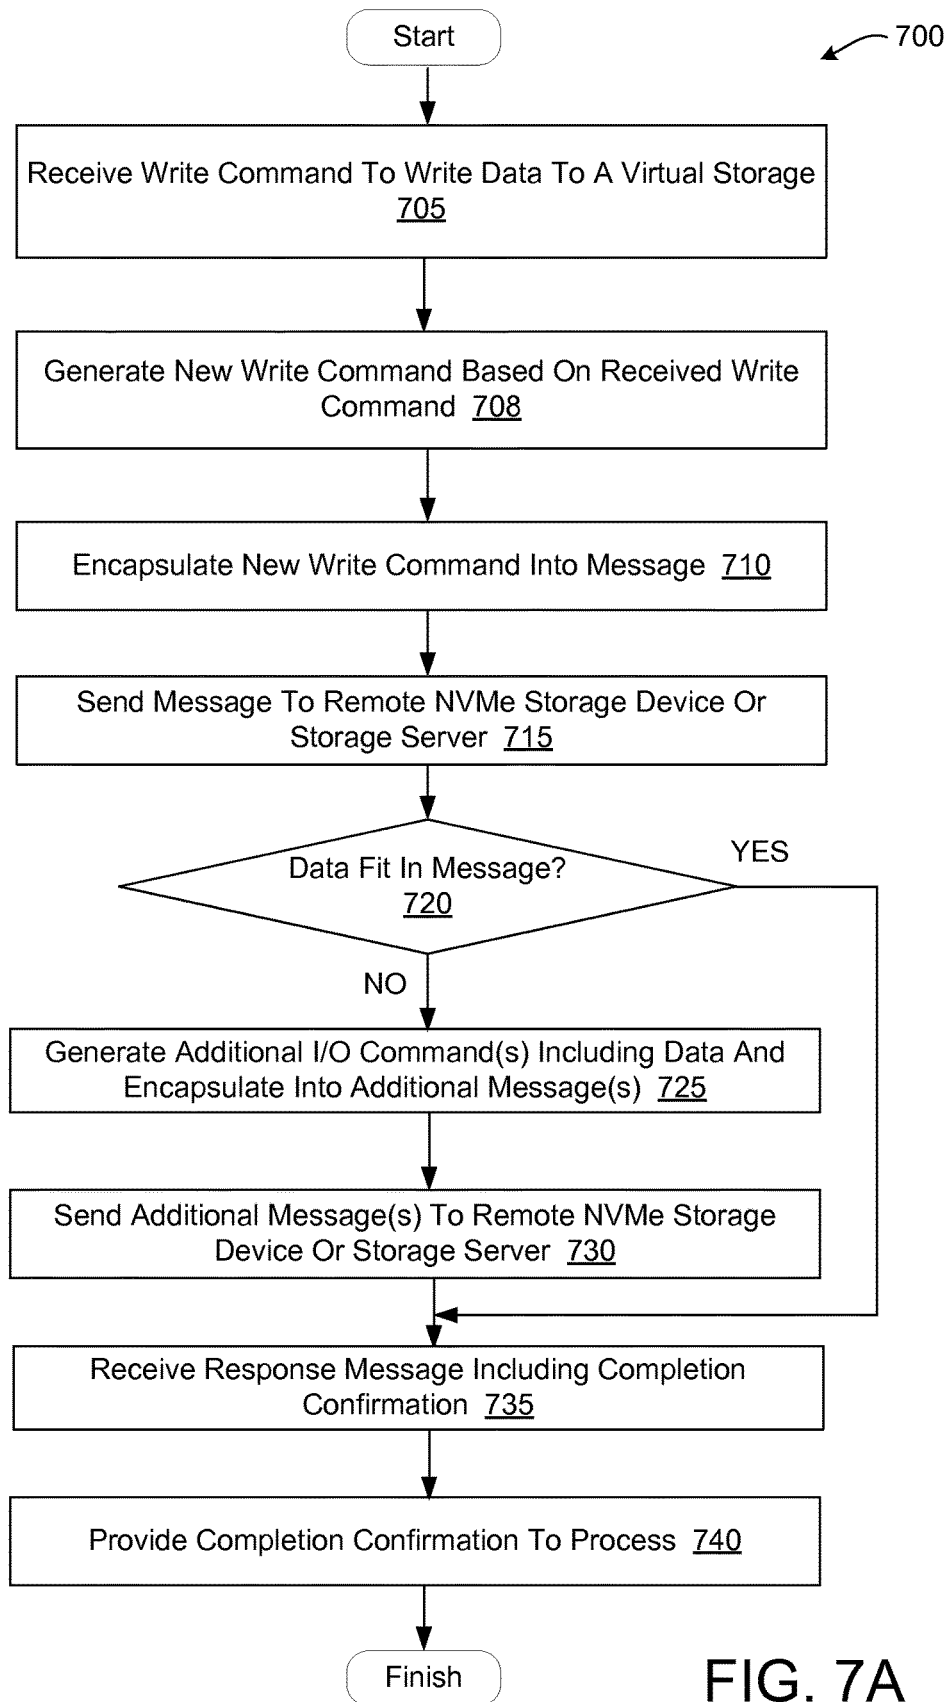 Start
700
Receive Write Command To Write Data To A Virtual Storage
705
Generate New Write Command Based On Received Write
Command 708
Encapsulate New Write Command Into Message 710
Send Message To Remote NVMe Storage Device Or
Storage Server 715
Data Fit In Message?
720
YES
NO
Generate Additional I/O Command(s) Including Data And
Encapsulate Into Additional Message(s) 725
Send Additional Message(s) To Remote NVMe Storage
Device Or Storage Server 730
Receive Response Message Including Completion
Confirmation 735
Provide Completion Confirmation To Process 740
Finish
FIG. 7A